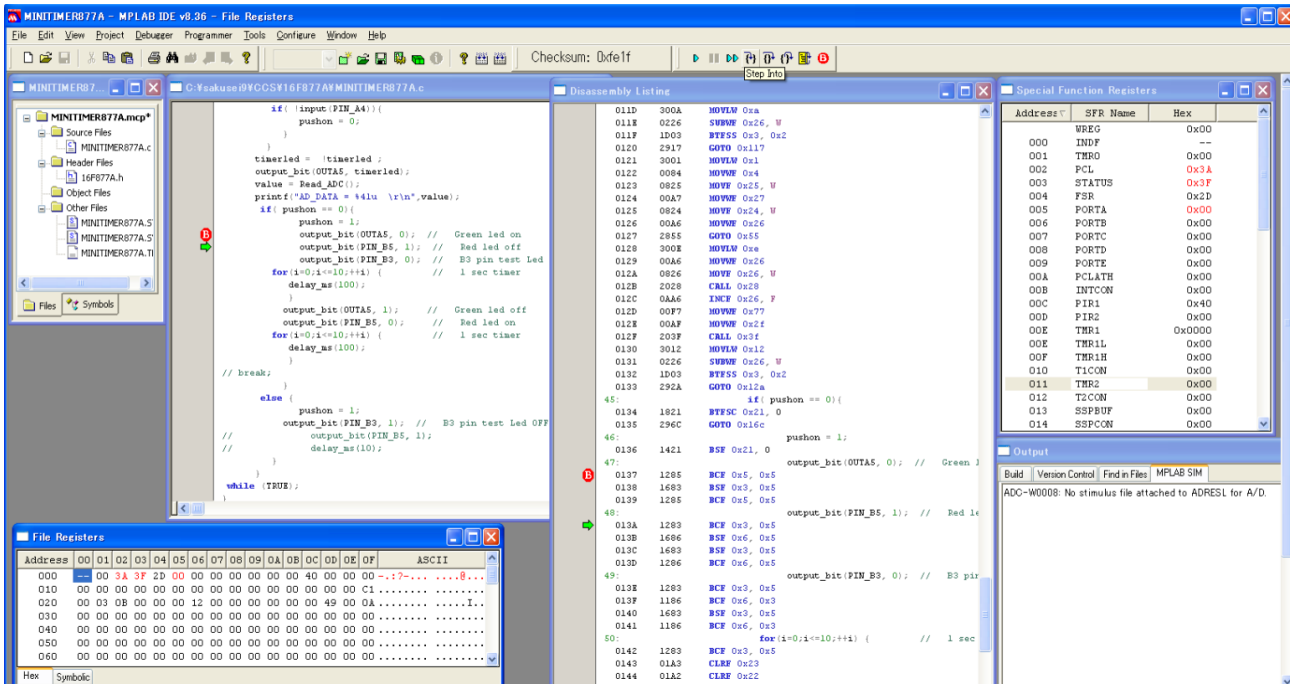 MINITIMER877A - MPLAB IDE v8.36 - File Registers
File Edit View Project Debugger Programmer Tools Configure Window Help
Checksum: 0xfe1f
Step Into
MINITIMER87...
MINITIMER877A.mcp*
Source Files
MINITIMER877A.c
Header Files
16F877A.h
Object Files
Other Files
MINITIMER877A.S
MINITIMER877A.S
MINITIMER877A.Tl
Files Symbols
C:¥sakusei9¥CCS¥16F877A¥MINITIMER877A.c
if( !input(PIN_A4)){
pushon = 0;
}
}
timerled = !timerled ;
output_bit(OUTA5, timerled);
value = Read_ADC();
printf("AD_DATA = %4lu \r\n",value);
if( pushon == 0){
pushon = 1;
output_bit(OUTA5, 0); // Green led on
output_bit(PIN_B5, 1); // Red led off
output_bit(PIN_B3, 0); // B3 pin test Led
for(i=0;i<=10;++i) { // 1 sec timer
delay_ms(100);
}
output_bit(OUTA5, 1); // Green led off
output_bit(PIN_B5, 0); // Red led on
for(i=0;i<=10;++i) { // 1 sec timer
delay_ms(100);
}
// break;
}
else {
pushon = 1;
output_bit(PIN_B3, 1); // B3 pin test Led OFF
// output_bit(PIN_B5, 1);
// delay_ms(10);
}
}
while (TRUE);
}
Disassembly Listing
011D 300A MOVLW 0xa
011E 0226 SUBWF 0x26, W
011F 1D03 BTFSS 0x3, 0x2
0120 2917 GOTO 0x117
0121 3001 MOVLW 0x1
0122 0084 MOVWF 0x4
0123 0825 MOVF 0x25, W
0124 00A7 MOVWF 0x27
0125 0824 MOVF 0x24, W
0126 00A6 MOVWF 0x26
0127 2855 GOTO 0x55
0128 300E MOVLW 0xe
0129 00A6 MOVWF 0x26
012A 0826 MOVF 0x26, W
012B 2028 CALL 0x28
012C 0AA6 INCF 0x26, F
012D 00F7 MOVWF 0x77
012E 00AF MOVWF 0x2f
012F 203F CALL 0x3f
0130 3012 MOVLW 0x12
0131 0226 SUBWF 0x26, W
0132 1D03 BTFSS 0x3, 0x2
0133 292A GOTO 0x12a
45: if( pushon == 0){
0134 1821 BTFSC 0x21, 0
0135 296C GOTO 0x16c
46: pushon = 1;
0136 1421 BSF 0x21, 0
47: output_bit(OUTA5, 0); // Green l
0137 1285 BCF 0x5, 0x5
0138 1683 BSF 0x3, 0x5
0139 1285 BCF 0x5, 0x5
48: output_bit(PIN_B5, 1); // Red le
013A 1283 BCF 0x3, 0x5
013B 1686 BSF 0x6, 0x5
013C 1683 BSF 0x3, 0x5
013D 1286 BCF 0x6, 0x5
49: output_bit(PIN_B3, 0); // B3 pin
013E 1283 BCF 0x3, 0x5
013F 1186 BCF 0x6, 0x3
0140 1683 BSF 0x3, 0x5
0141 1186 BCF 0x6, 0x3
50: for(i=0;i<=10;++i) { // 1 sec
0142 1283 BCF 0x3, 0x5
0143 01A3 CLRF 0x23
0144 01A2 CLRF 0x22
Special Function Registers
Address SFR Name Hex
WREG 0x00
000 INDF --
001 TMR0 0x00
002 PCL 0x3A
003 STATUS 0x3F
004 FSR 0x2D
005 PORTA 0x00
006 PORTB 0x00
007 PORTC 0x00
008 PORTD 0x00
009 PORTE 0x00
00A PCLATH 0x00
00B INTCON 0x00
00C PIR1 0x40
00D PIR2 0x00
00E TMR1 0x0000
00E TMR1L 0x00
00F TMR1H 0x00
010 T1CON 0x00
011 TMR2 0x00
012 T2CON 0x00
013 SSPBUF 0x00
014 SSPCON 0x00
Output
Build Version Control Find in Files MPLAB SIM
ADC-W0008: No stimulus file attached to ADRESL for A/D.
File Registers
Address 00 01 02 03 04 05 06 07 08 09 0A 0B 0C 0D 0E 0F ASCII
000 -- 00 3A 3F 2D 00 00 00 00 00 00 00 40 00 00 00 -.:?-... ....@...
010 00 00 00 00 00 00 00 00 00 00 00 00 00 00 00 C1 ........ ........
020 00 03 0B 00 00 00 12 00 00 00 00 00 00 49 00 0A ........ .....I..
030 00 00 00 00 00 00 00 00 00 00 00 00 00 00 00 00 ........ ........
040 00 00 00 00 00 00 00 00 00 00 00 00 00 00 00 00 ........ ........
050 00 00 00 00 00 00 00 00 00 00 00 00 00 00 00 00 ........ ........
060 00 00 00 00 00 00 00 00 00 00 00 00 00 00 00 00 ........ ........
Hex Symbolic